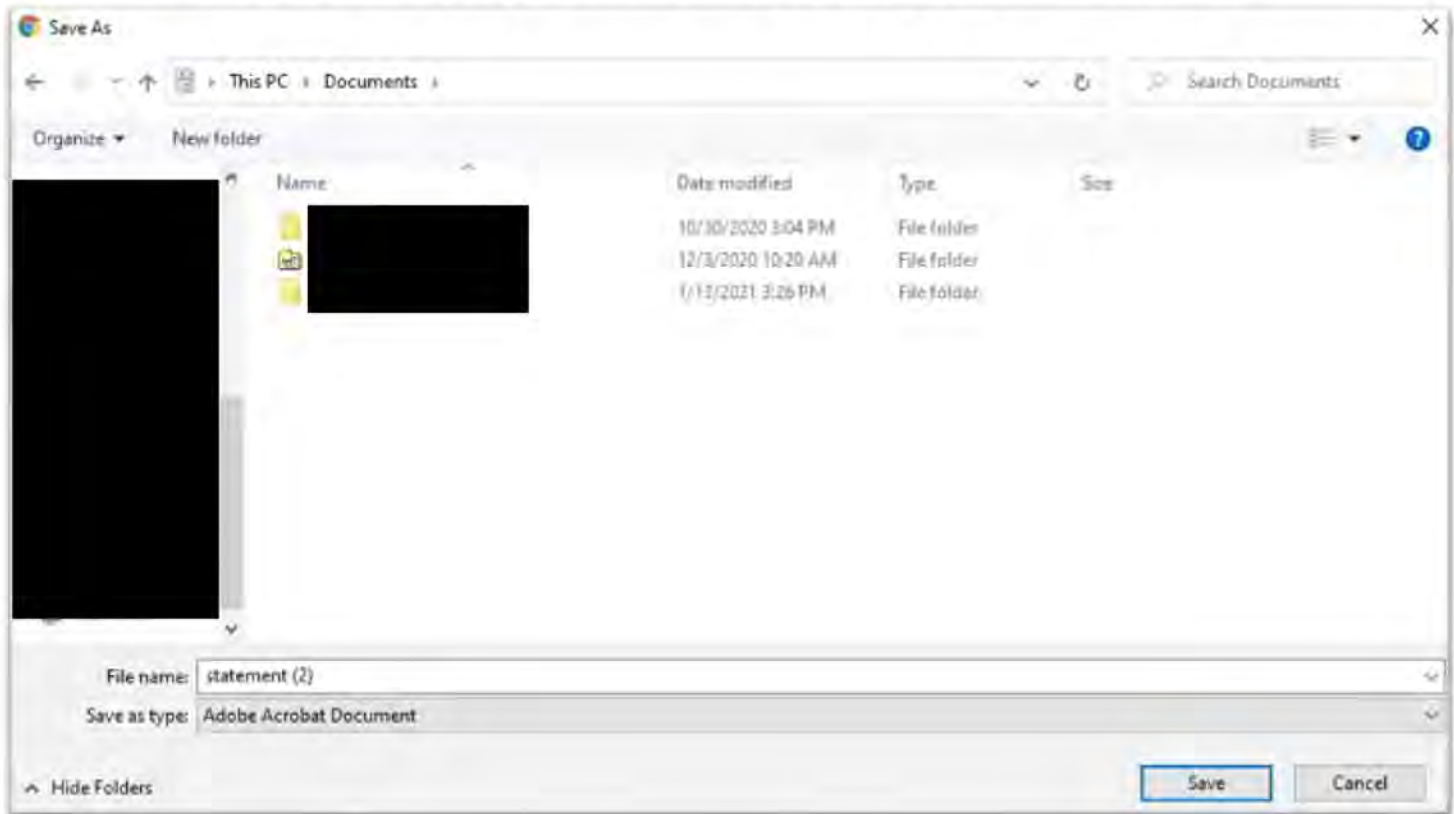 Save As
This PC Documents
Search Documents
Organize New folder
Name Date modified Type Size
10/30/2020 3:04 PM File folder
12/3/2020 10:20 AM File folder
1/13/2021 3:26 PM File folder
File name: statement (2)
Save as type: Adobe Acrobat Document
Hide Folders Save Cancel